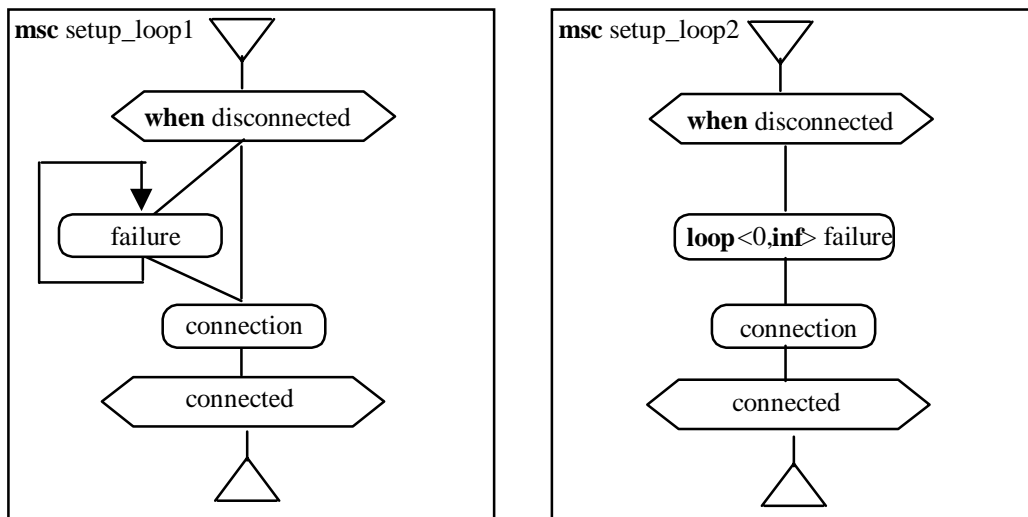 msc setup_loop1
when disconnected
failure
connection
connected
msc setup_loop2
when disconnected
loop <0,inf> failure
connection
connected